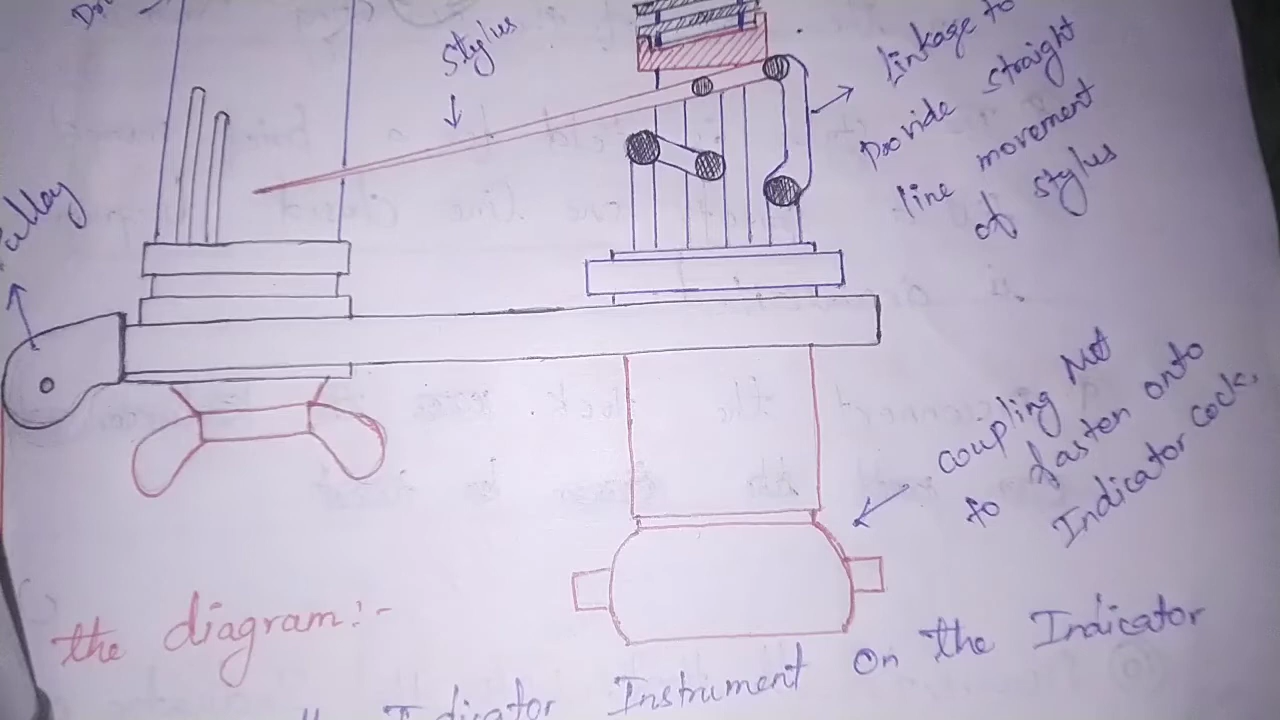 Stylus
Linkage to
Provide straight
line movement
of stylus
coupling Nut
to fasten onto
Indicator cock.
the diagram:-
Indicator Instrument on the Indicator